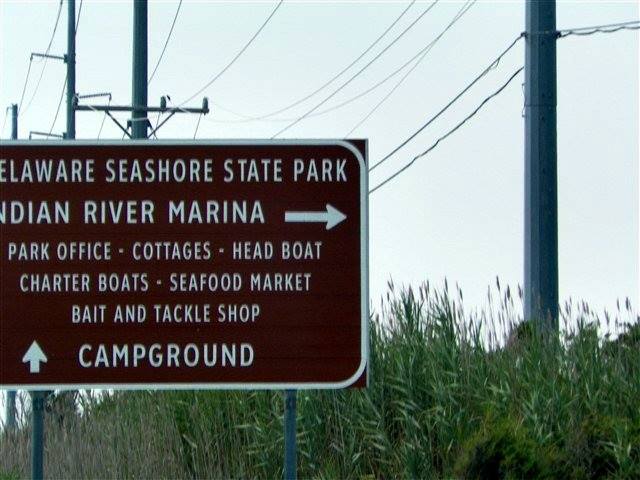 ELAWARE SEASHORE STATE PARK
NDIAN RIVER MARINA
PARK OFFICE - COTTAGES - HEAD BOAT
CHARTER BOATS - SEAFOOD MARKET
BAIT AND TACKLE SHOP
CAMPGROUND